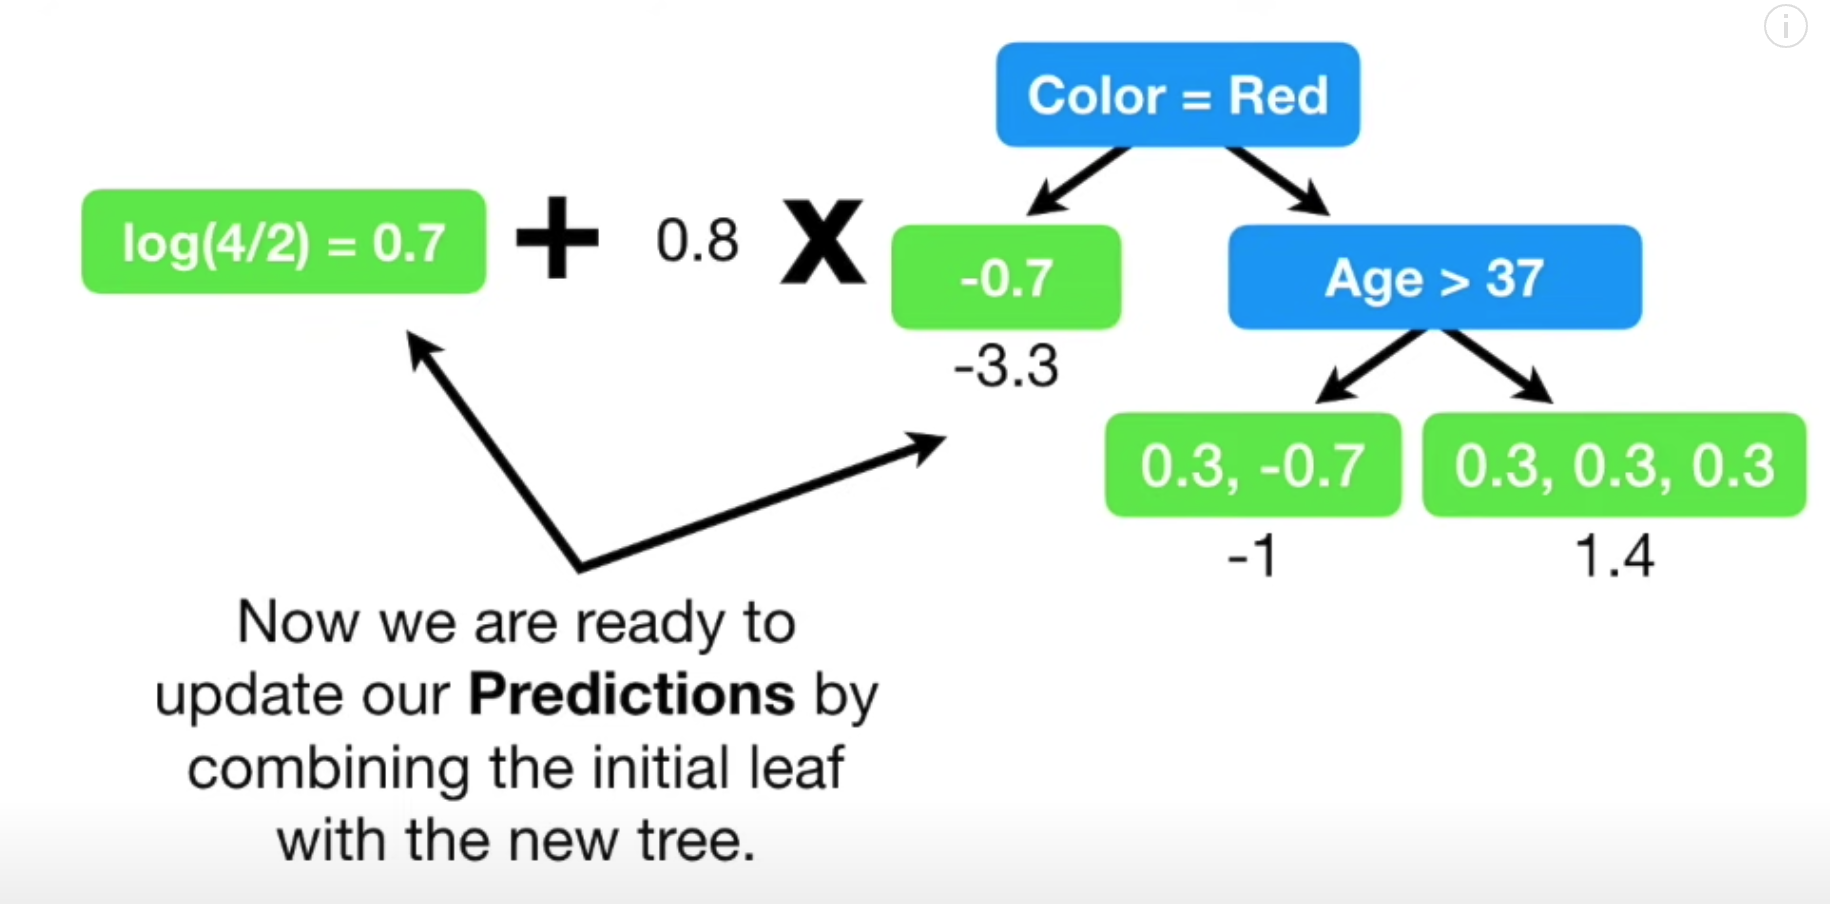 Color = Red
log(4/2) = 0.7 + 0.8 X
-0.7
Age > 37
-3.3
0.3, -0.7
0.3, 0.3, 0.3
-1
1.4
Now we are ready to
update our Predictions by
combining the initial leaf
with the new tree.